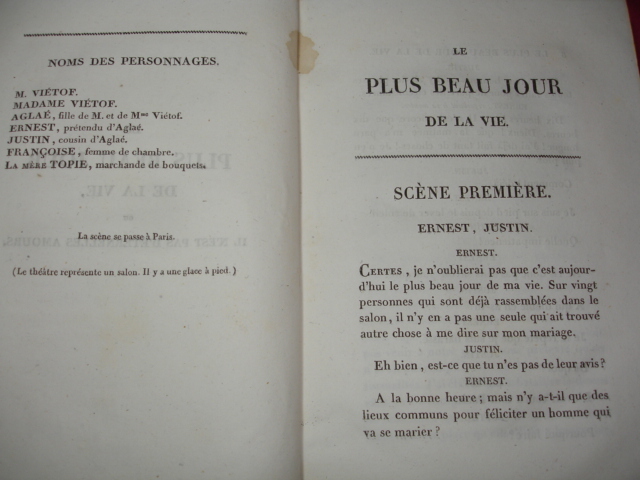 NOMS DES PERSONNAGES.
M. VIÉTOF.
MADAME VIÉTOF.
AGLAÉ, fille de M. et de Mme Viétof.
ERNEST, prétendu d'Aglaé.
JUSTIN, cousin d'Aglaé.
FRANÇOISE, femme de chambre.
LA MÈRE TOPIE, marchande de bouquets.
La scène se passe à Paris.
(Le théâtre représente un salon. Il y a une glace à pied.)
LE
PLUS BEAU JOUR
DE LA VIE.
SCÈNE PREMIÈRE.
ERNEST, JUSTIN.
ERNEST.
CERTES, je n'oublierai pas que c'est aujour-
d'hui le plus beau jour de ma vie. Sur vingt
personnes qui sont déjà rassemblées dans le
salon, il n'y en a pas une seule qui ait trouvé
autre chose à me dire sur mon mariage.
JUSTIN.
Eh bien, est-ce que tu n'es pas de leur avis?
ERNEST.
A la bonne heure; mais n'y a-t-il que des
lieux communs pour féliciter un homme qui
va se marier?